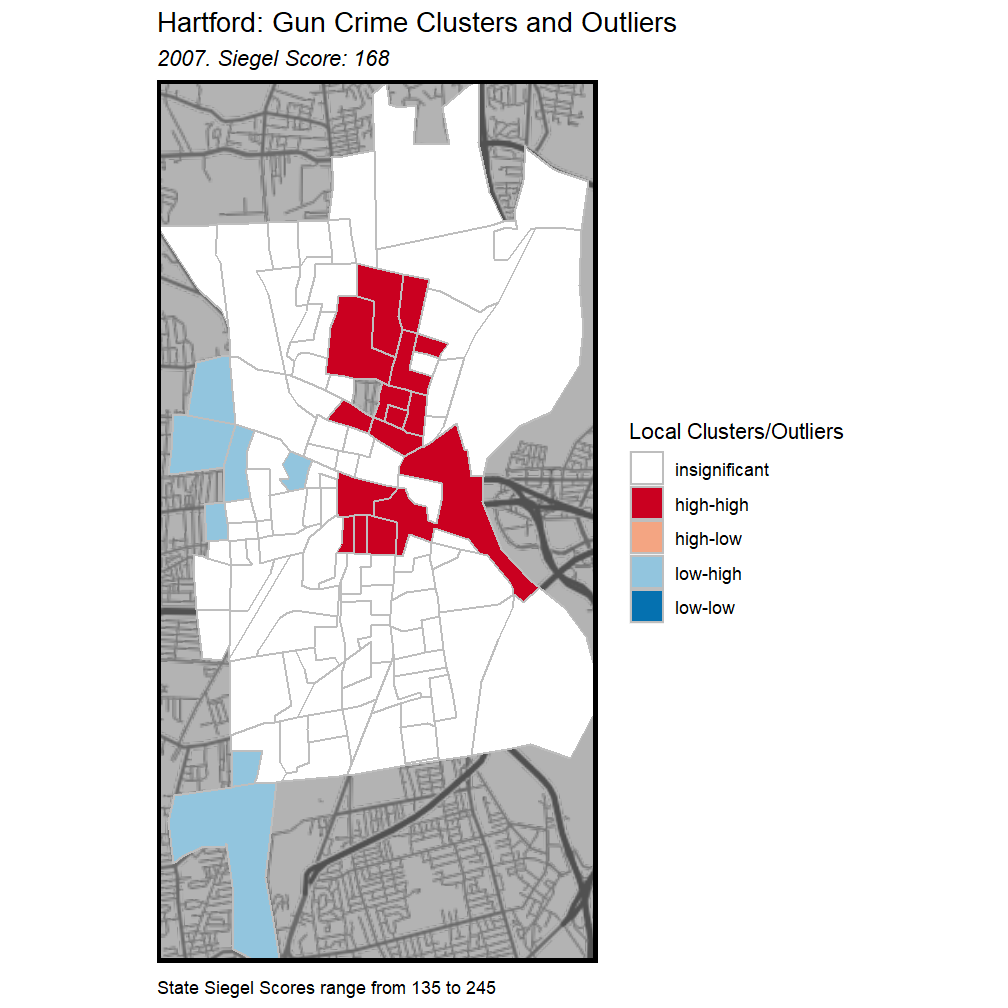 Hartford: Gun Crime Clusters and Outliers
2007. Siegel Score: 168
Local Clusters/Outliers
insignificant
high-high
high-low
low-high
low-low
State Siegel Scores range from 135 to 245